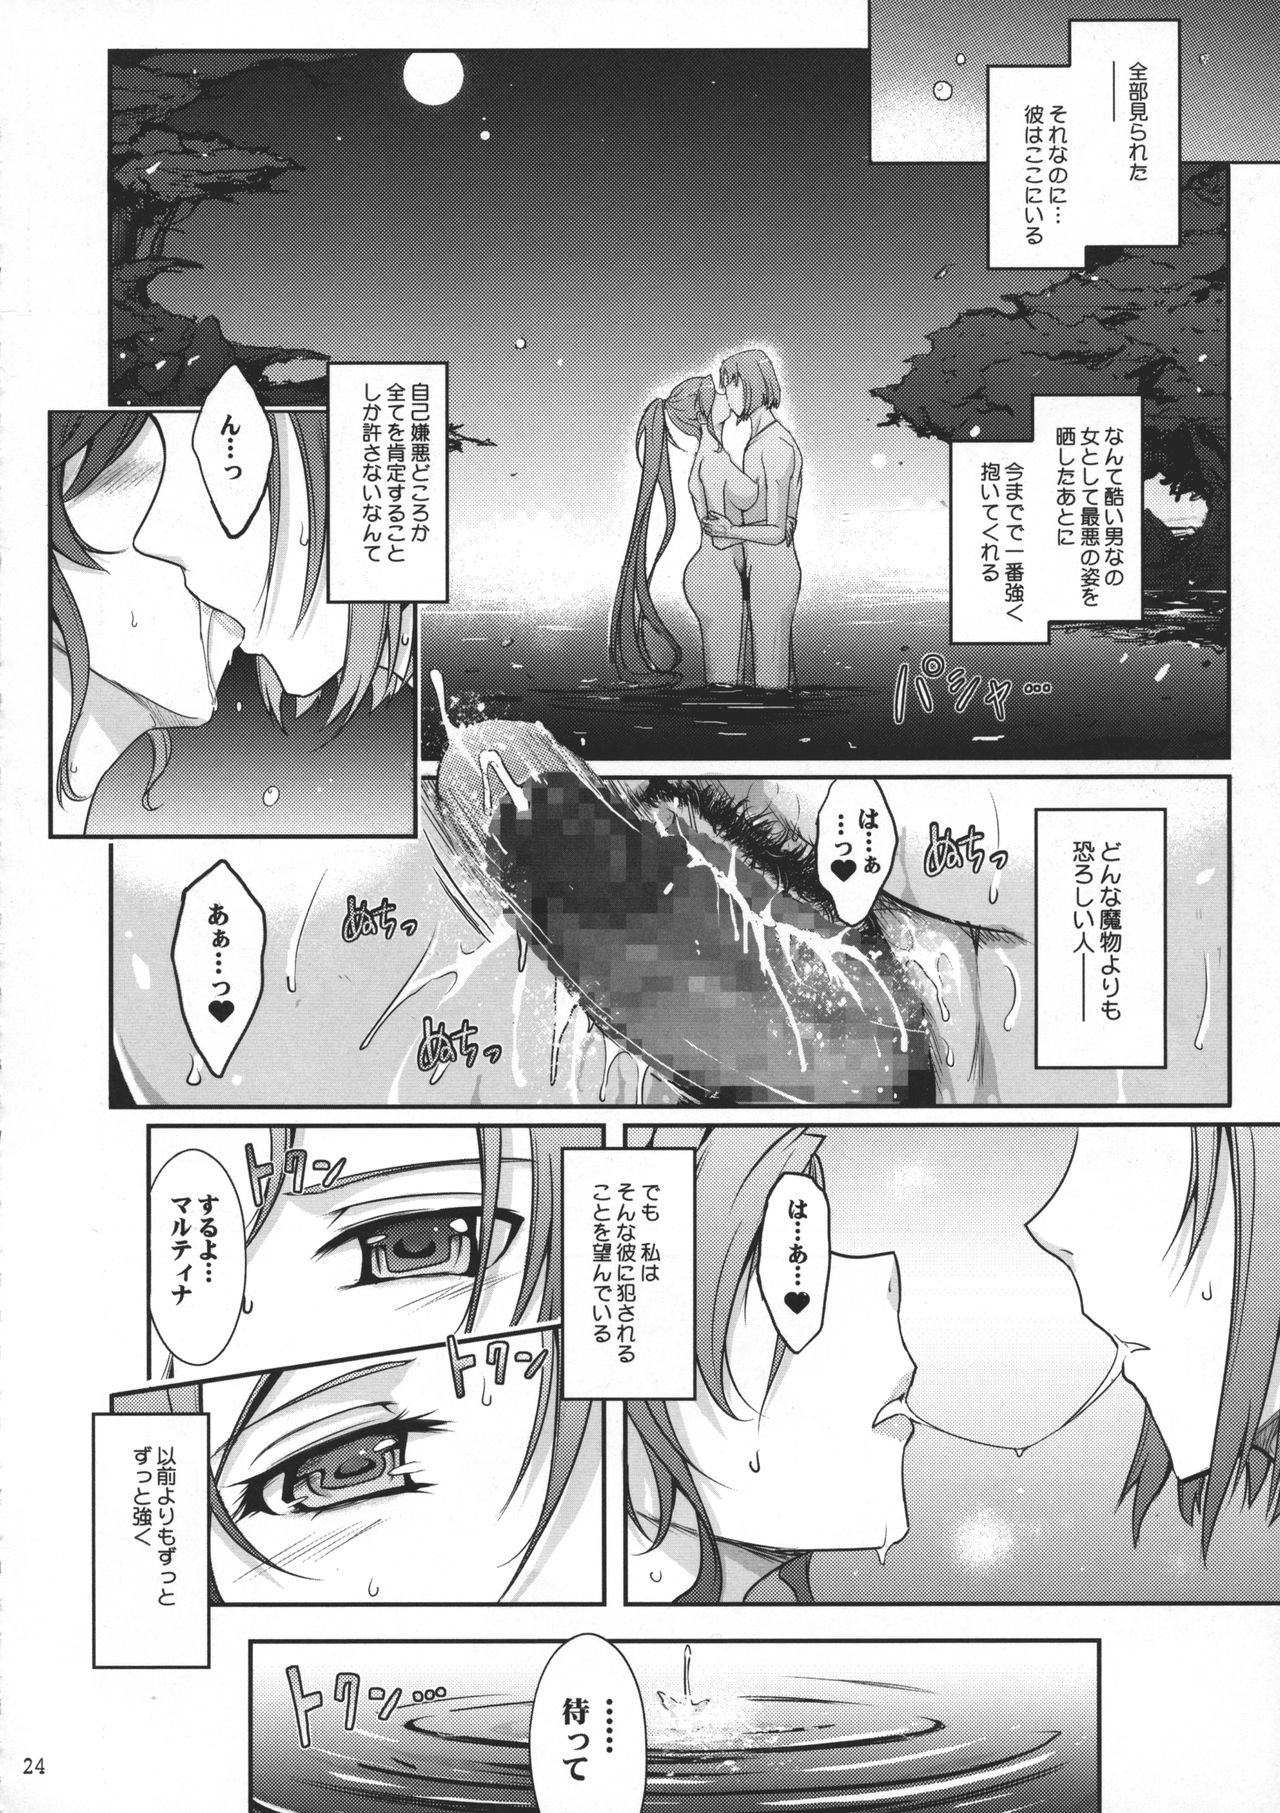 全部見られた
――
それなのに…
彼はここにいる
なんて酷い男なの
女として最悪の姿を
晒したあとに
今までで一番強く
抱いてくれる
パシャ…
自己嫌悪どころか
全てを肯定すること
しか許さないなんて
ん…っ
どんな魔物よりも
恐ろしい人――
は…ぁ
…っ♥
ぬちっ
ぬちっ
ぬちっ
あぁ…っ♥
は…あ…♥
でも 私は
そんな彼に犯される
ことを望んでいる
トクン
するよ…
マルティナ
トクン
以前よりもずっと
ずっと強く
……
待って
トクン…
24